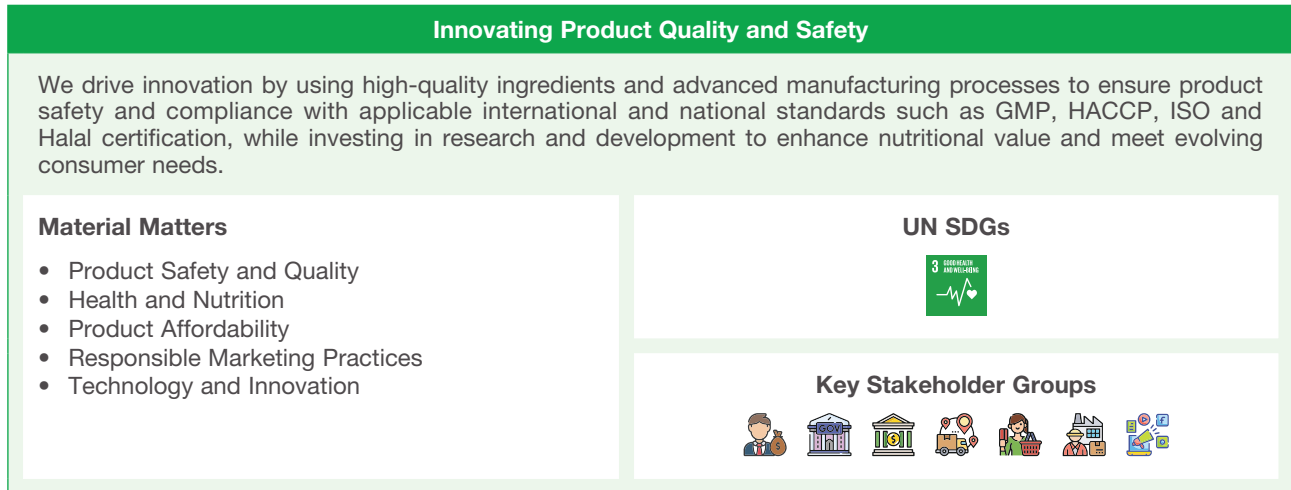 Innovating Product Quality and Safety
We drive innovation by using high-quality ingredients and advanced manufacturing processes to ensure product
safety and compliance with applicable international and national standards such as GMP, HACCP, ISO and
Halal certification, while investing in research and development to enhance nutritional value and meet evolving
consumer needs.
Material Matters
• Product Safety and Quality
• Health and Nutrition
• Product Affordability
• Responsible Marketing Practices
• Technology and Innovation
UN SDGs
3 GOOD HEALTH
AND WELL-BEING
Key Stakeholder Groups
GOV